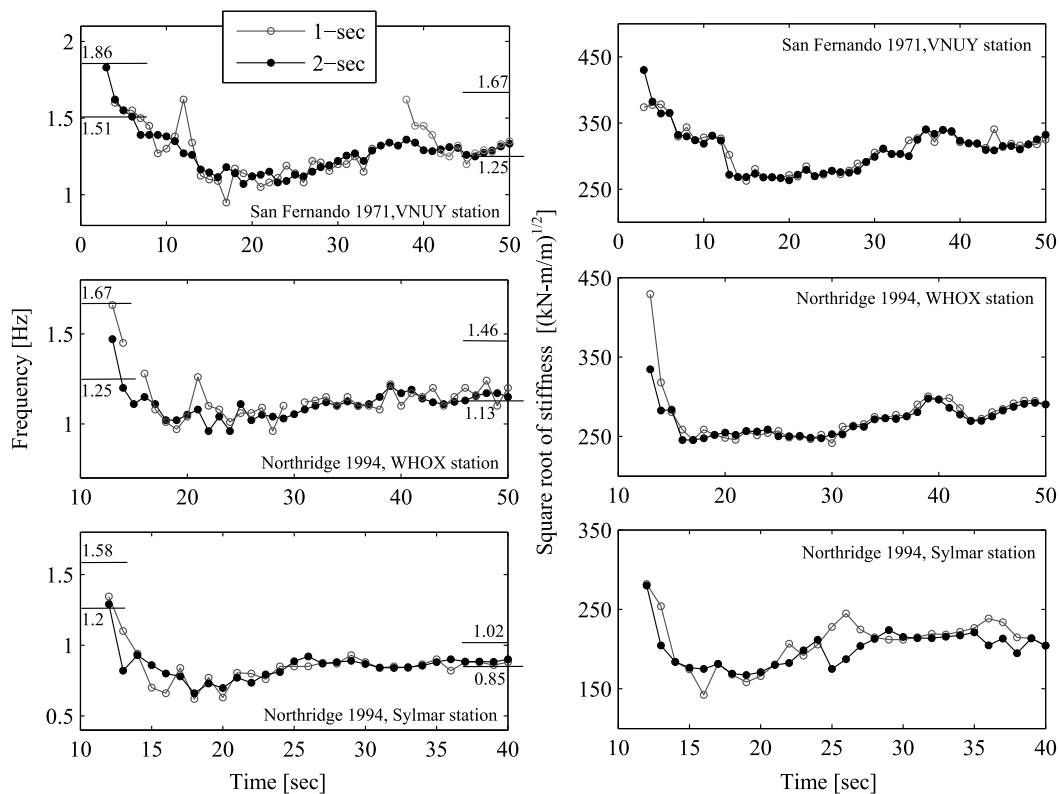 1−sec
2−sec
2
1.5
1
1.86
1.51
1.67
1.25
San Fernando 1971,VNUY station
0 10 20 30 40 50
450
350
250
San Fernando 1971,VNUY station
0 10 20 30 40 50
Frequency [Hz]
1.5
1
1.67
1.25
1.46
1.13
Northridge 1994, WHOX station
10 20 30 40 50
Square root of stiffness [(kN-m/m)^1/2]
450
350
250
Northridge 1994, WHOX station
10 20 30 40 50
1.5
1
0.5
1.58
1.2
1.02
0.85
Northridge 1994, Sylmar station
10 15 20 25 30 35 40
Time [sec]
350
250
150
Northridge 1994, Sylmar station
10 15 20 25 30 35 40
Time [sec]